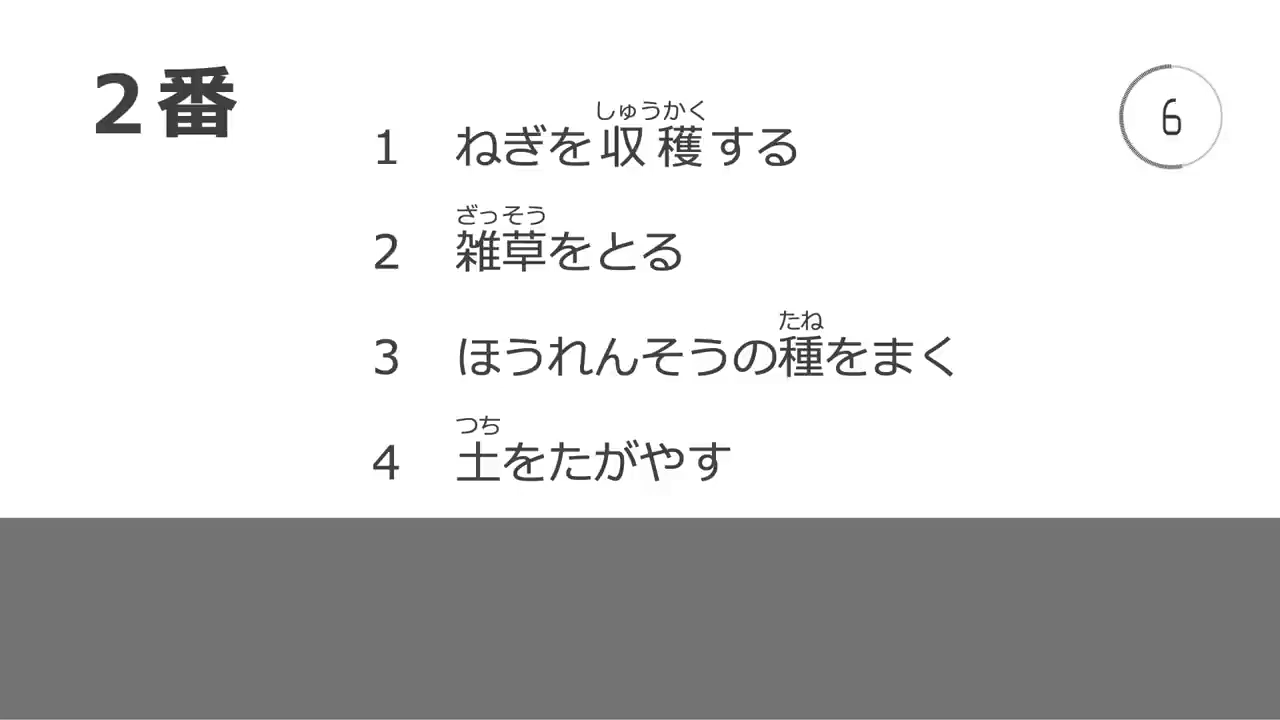 2番
6
しゅうかく
1 ねぎを収穫する
ざっそう
2 雑草をとる
たね
3 ほうれんそうの種をまく
つち
4 土をたがやす